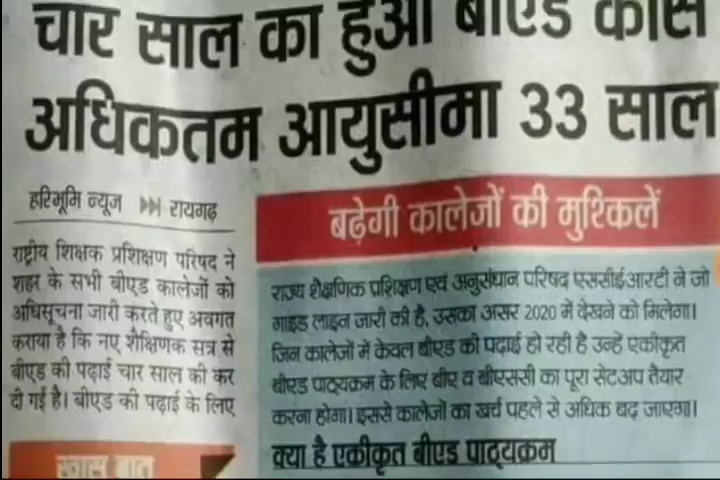 चार साल का हुआ बीएड कोर्स
अधिकतम आयुसीमा 33 साल
हरिभूमि न्यूज रायगढ़
राष्ट्रीय शिक्षक प्रशिक्षण परिषद ने
शहर के सभी बीएड कालेजों को
अधिसूचना जारी करते हुए अवगत
कराया है कि नए शैक्षिणक सत्र से
बीएड की पढ़ाई चार साल की कर
दी गई है। बीएड की पढ़ाई के लिए
खास बात
बढ़ेगी कालेजों की मुश्किलें
राज्य शैक्षणिक प्रशिक्षण एवं अनुसंधान परिषद एससीईआरटी ने जो
गाइड लाइन जारी की है, उसका असर 2020 में देखने को मिलेगा।
जिन कालेजों में केवल बीएड की पढ़ाई हो रही है उन्हें एकीकृत
बीएड पाठ्यक्रम के लिए बीए व बीएससी का पूरा सेटअप तैयार
करना होगा। इससे कालेजों का खर्च पहले से अधिक बढ़ जाएगा।
क्या है एकीकृत बीएड पाठ्यक्रम